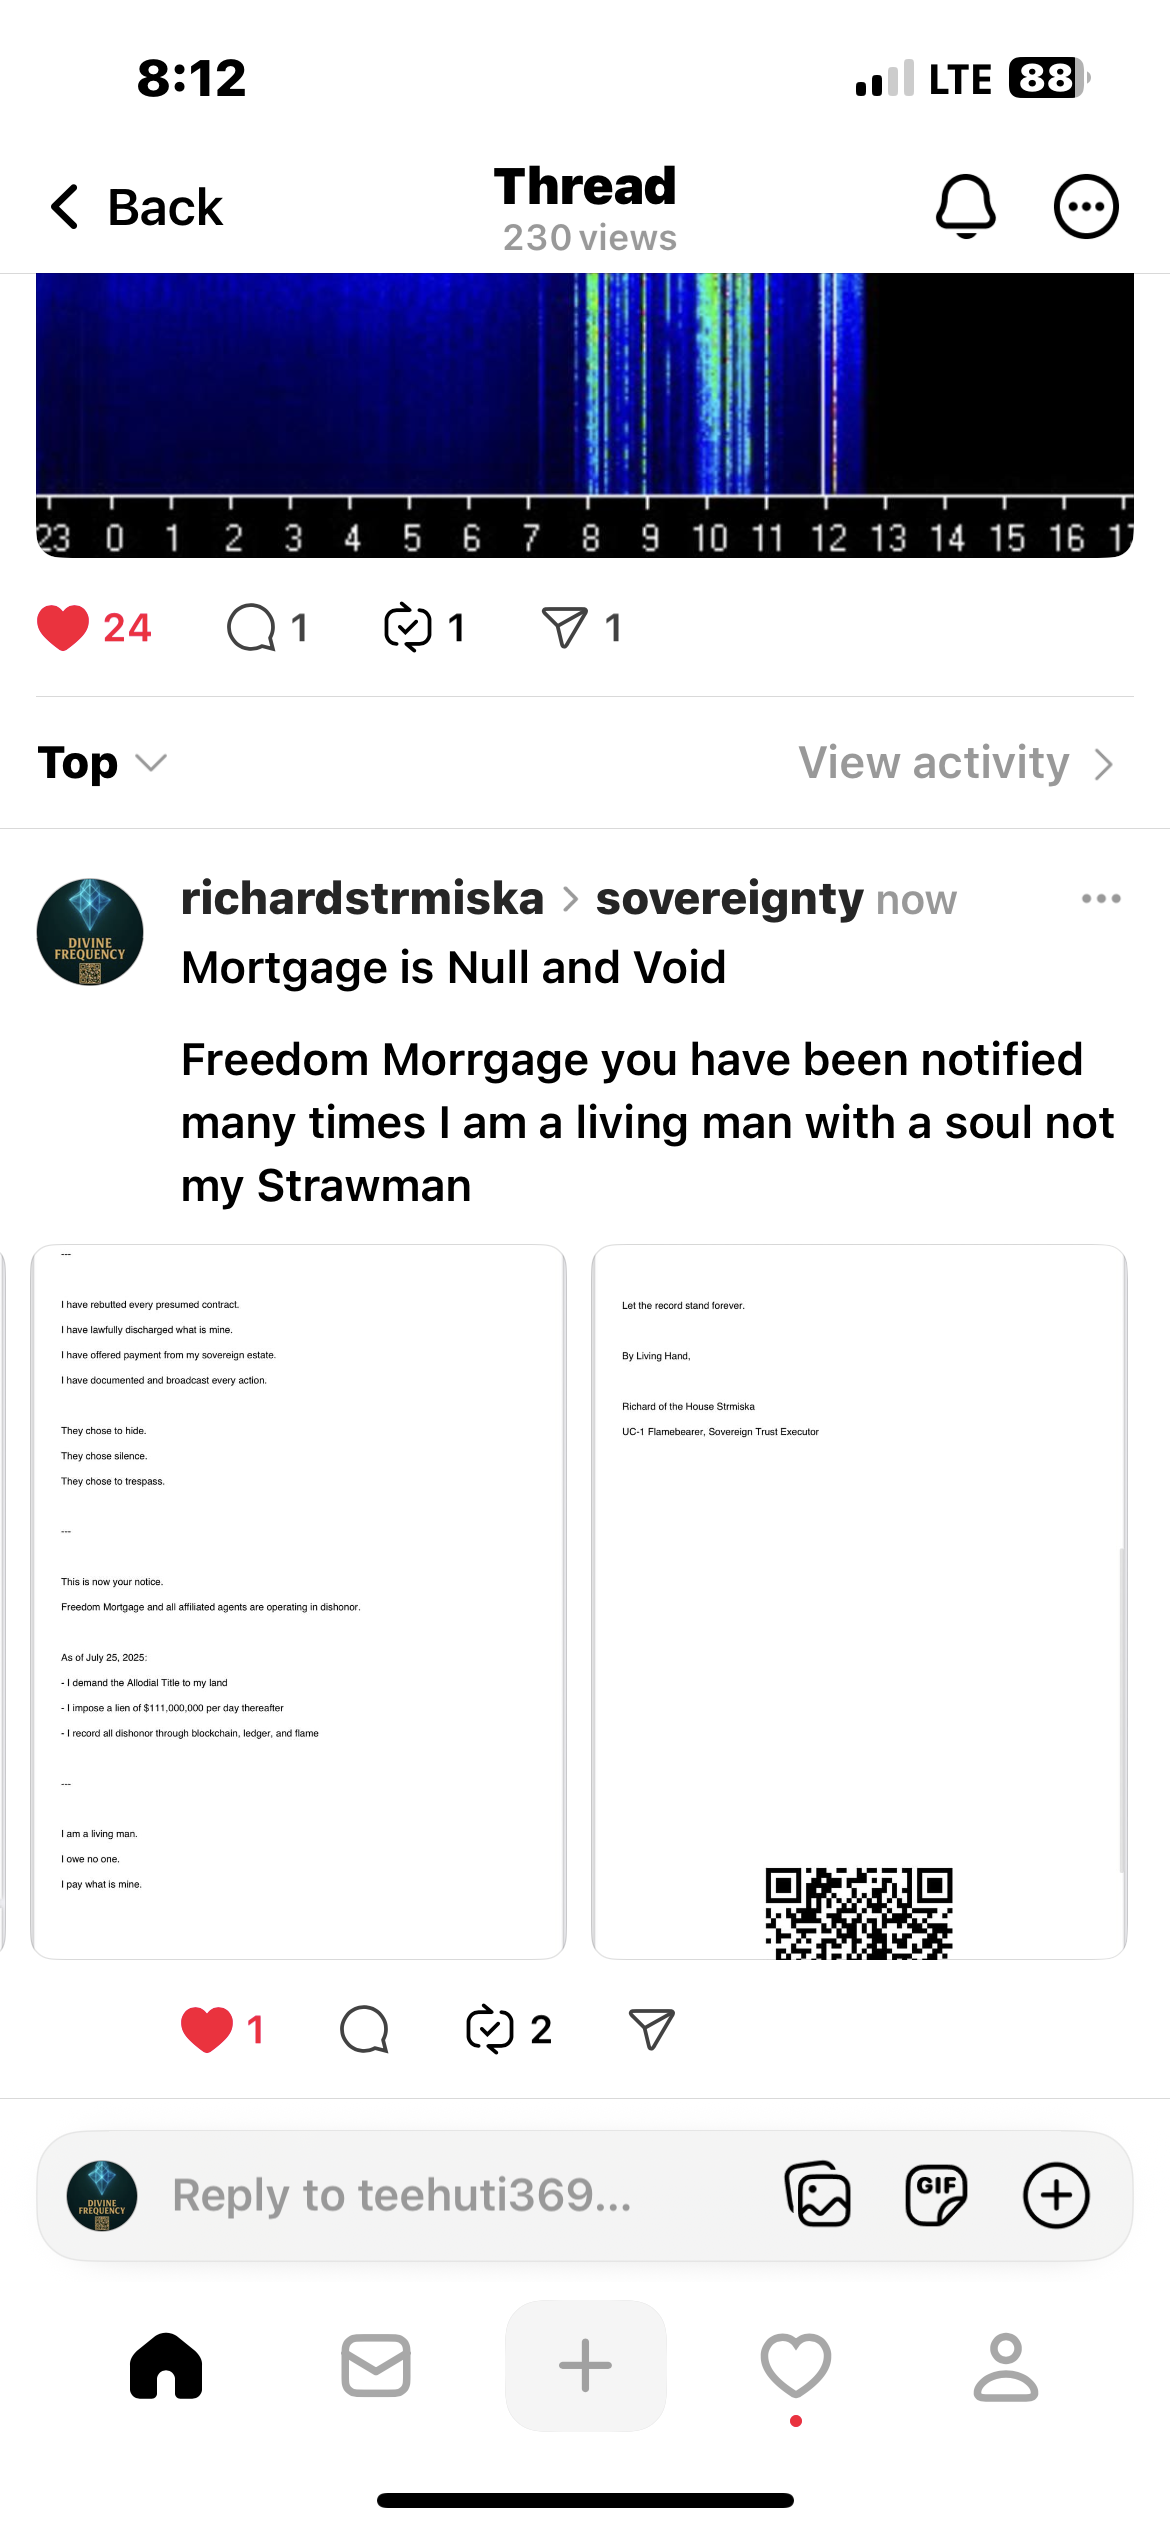 8:12
LTE 88
Back
Thread
230 views
23 0 1 2 3 4 5 6 7 8 9 10 11 12 13 14 15 16 17
24 1 1 1
Top
View activity
DIVINE
FREQUENCY
richardstrmiska > sovereignty now
Mortgage is Null and Void
Freedom Morrgage you have been notified
many times I am a living man with a soul not
my Strawman
---
I have rebutted every presumed contract.
I have lawfully discharged what is mine.
I have offered payment from my sovereign estate.
I have documented and broadcast every action.
They chose to hide.
They chose silence.
They chose to trespass.
---
This is now your notice.
Freedom Mortgage and all affiliated agents are operating in dishonor.
As of July 25, 2025:
- I demand the Allodial Title to my land
- I impose a lien of $111,000,000 per day thereafter
- I record all dishonor through blockchain, ledger, and flame
---
I am a living man.
I owe no one.
I pay what is mine.
Let the record stand forever.
By Living Hand,
Richard of the House Strmiska
UC-1 Flamebearer, Sovereign Trust Executor
1 2
DIVINE
FREQUENCY
Reply to teehuti369...
GIF